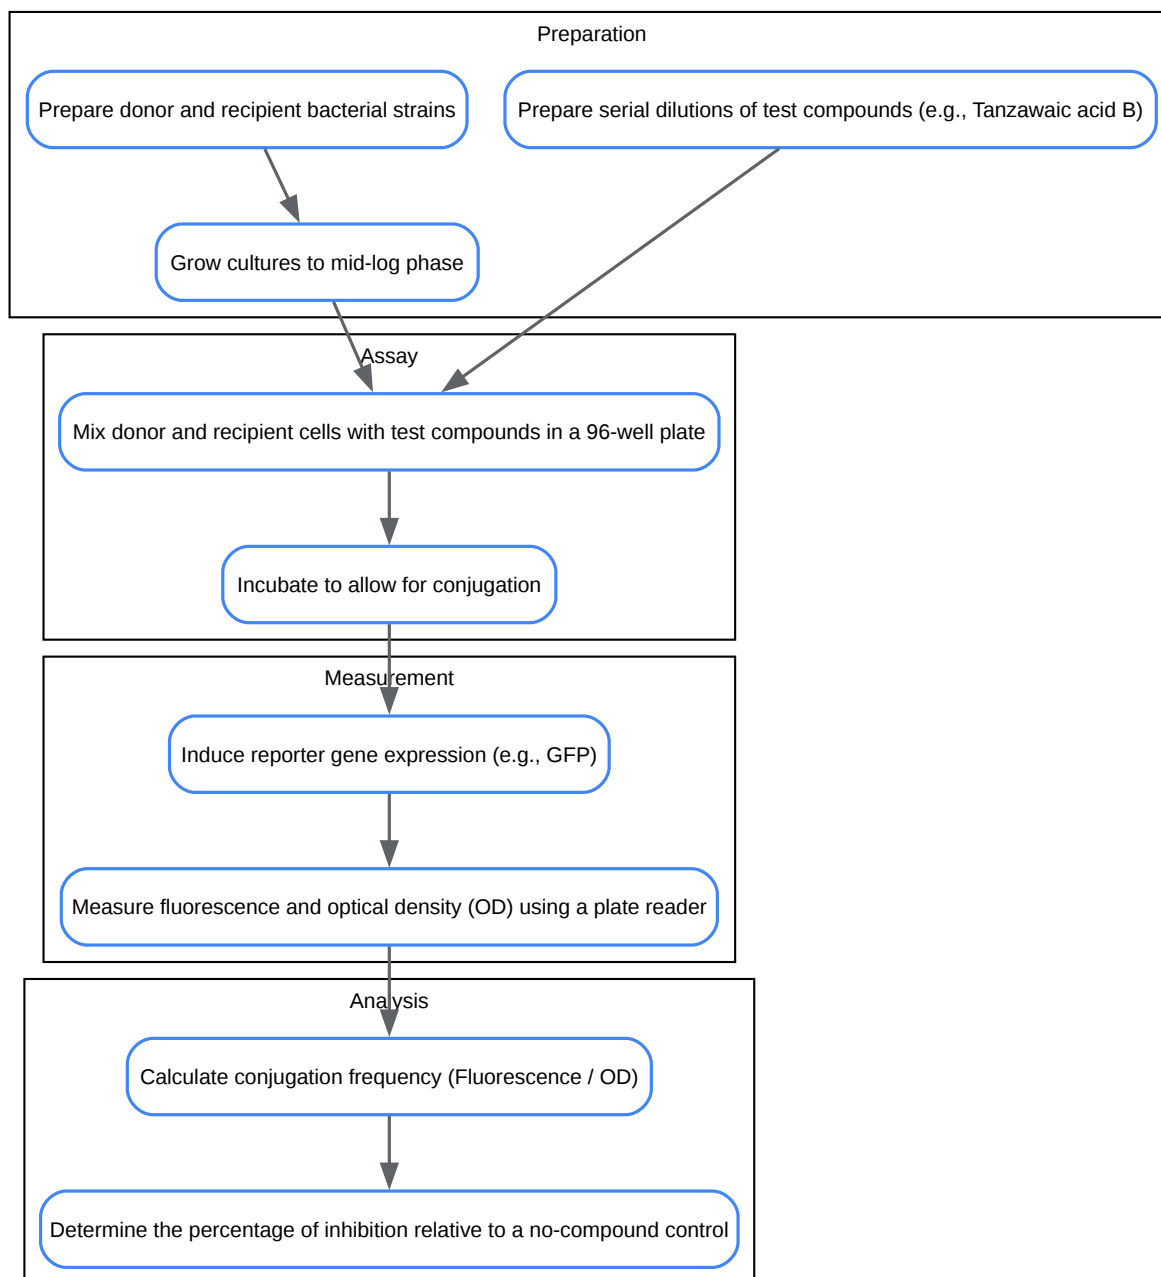 Preparation
Prepare donor and recipient bacterial strains
Prepare serial dilutions of test compounds (e.g., Tanzawaic acid B)
Grow cultures to mid-log phase
Assay
Mix donor and recipient cells with test compounds in a 96-well plate
Incubate to allow for conjugation
Measurement
Induce reporter gene expression (e.g., GFP)
Measure fluorescence and optical density (OD) using a plate reader
Analysis
Calculate conjugation frequency (Fluorescence / OD)
Determine the percentage of inhibition relative to a no-compound control